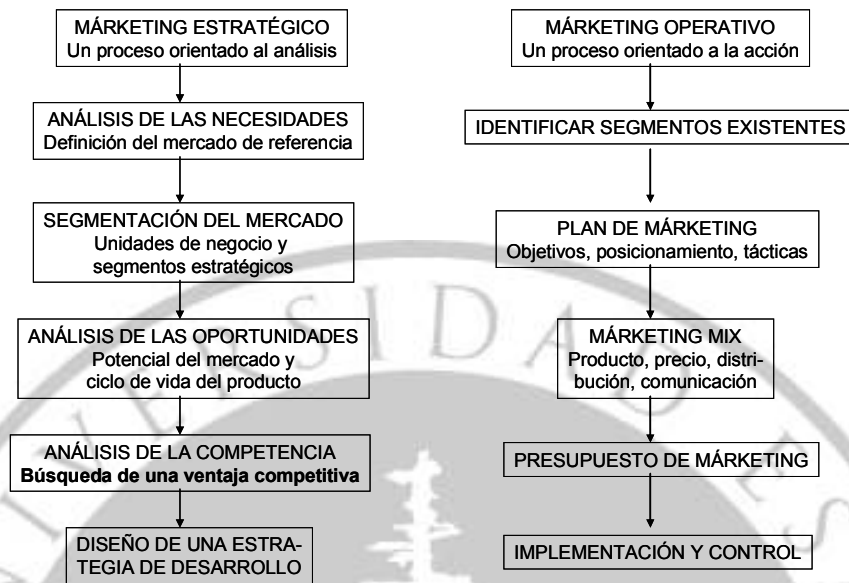 MÁRKETING ESTRATÉGICO
Un proceso orientado al análisis
ANÁLISIS DE LAS NECESIDADES
Definición del mercado de referencia
SEGMENTACIÓN DEL MERCADO
Unidades de negocio y
segmentos estratégicos
ANÁLISIS DE LAS OPORTUNIDADES
Potencial del mercado y
ciclo de vida del producto
ANÁLISIS DE LA COMPETENCIA
Búsqueda de una ventaja competitiva
DISEÑO DE UNA ESTRA-
TEGIA DE DESARROLLO
MÁRKETING OPERATIVO
Un proceso orientado a la acción
IDENTIFICAR SEGMENTOS EXISTENTES
PLAN DE MÁRKETING
Objetivos, posicionamiento, tácticas
MÁRKETING MIX
Producto, precio, distri-
bución, comunicación
PRESUPUESTO DE MÁRKETING
IMPLEMENTACIÓN Y CONTROL
IVERSIDAD ES